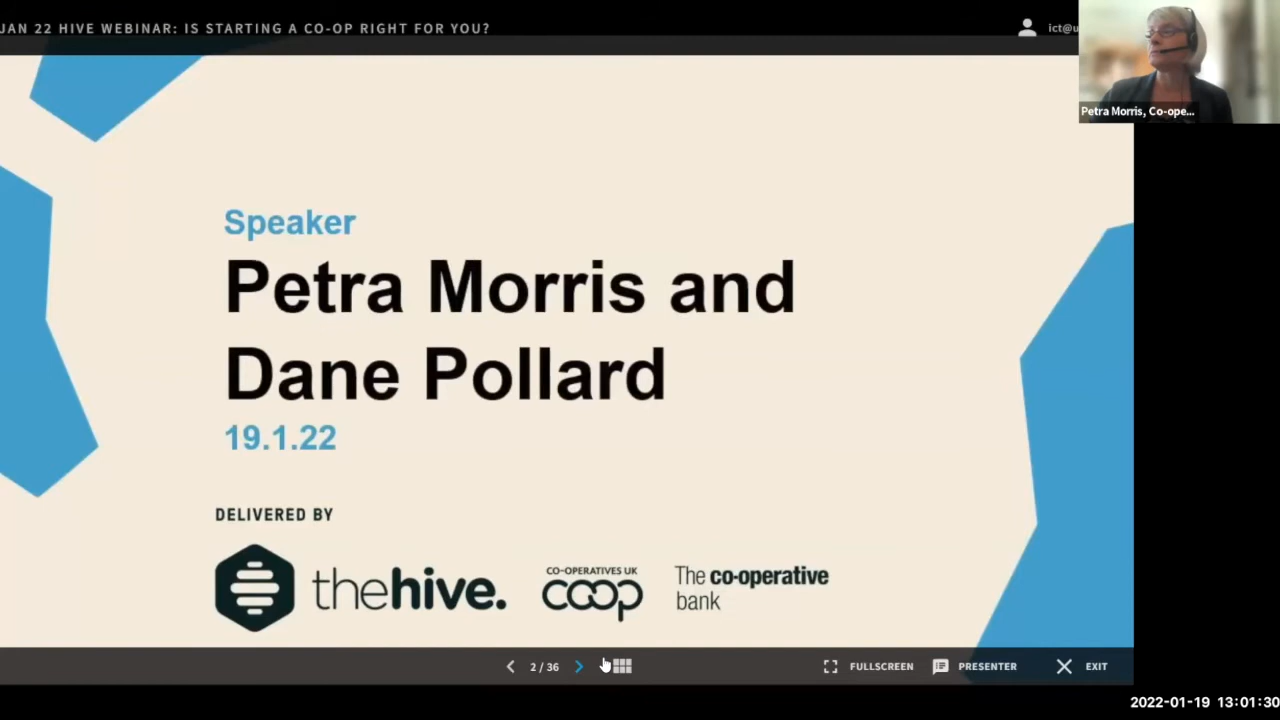 JAN 22 HIVE WEBINAR: IS STARTING A CO-OP RIGHT FOR YOU?
ict@u
Petra Morris, Co-ope...
Speaker
Petra Morris and
Dane Pollard
19.1.22
DELIVERED BY
thehive.
CO-OPERATIVES UK
coop
The co-operative
bank
2 / 36
FULLSCREEN
PRESENTER
EXIT
2022-01-19 13:01:30